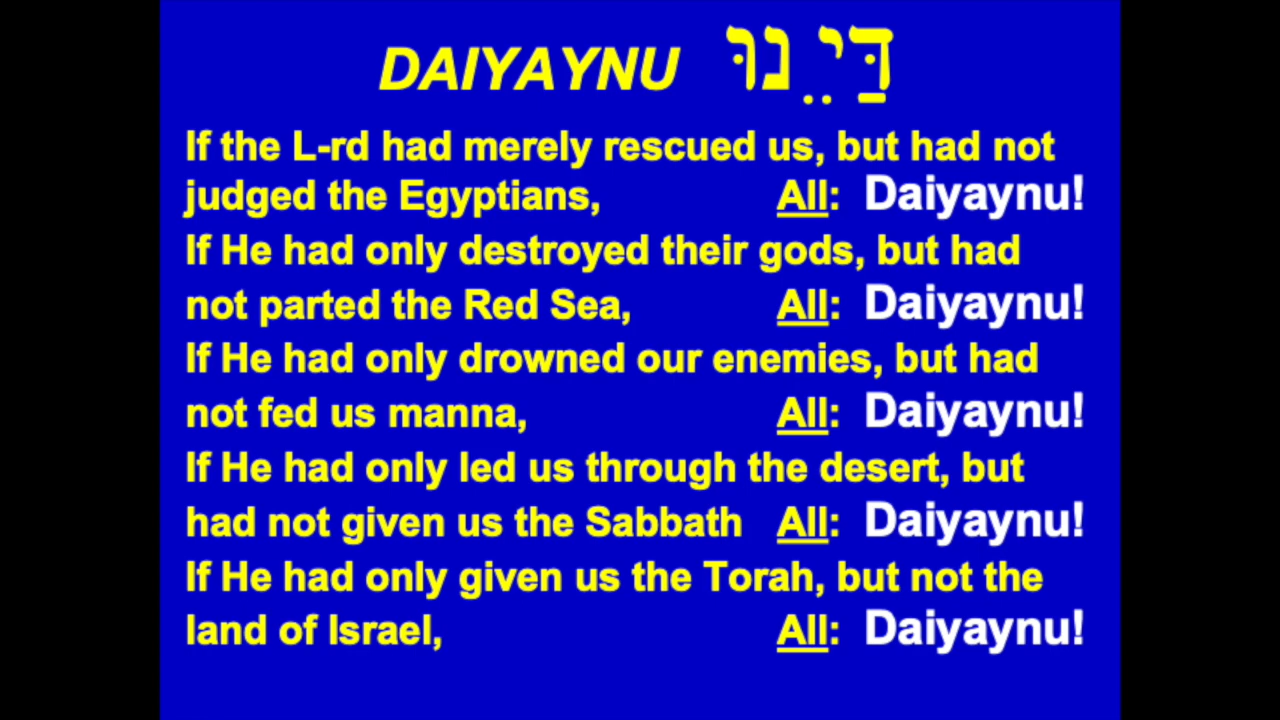 DAIYAYNU דַּיֵּנוּ
If the L-rd had merely rescued us, but had not
judged the Egyptians, All: Daiyaynu!
If He had only destroyed their gods, but had
not parted the Red Sea, All: Daiyaynu!
If He had only drowned our enemies, but had
not fed us manna, All: Daiyaynu!
If He had only led us through the desert, but
had not given us the Sabbath All: Daiyaynu!
If He had only given us the Torah, but not the
land of Israel, All: Daiyaynu!